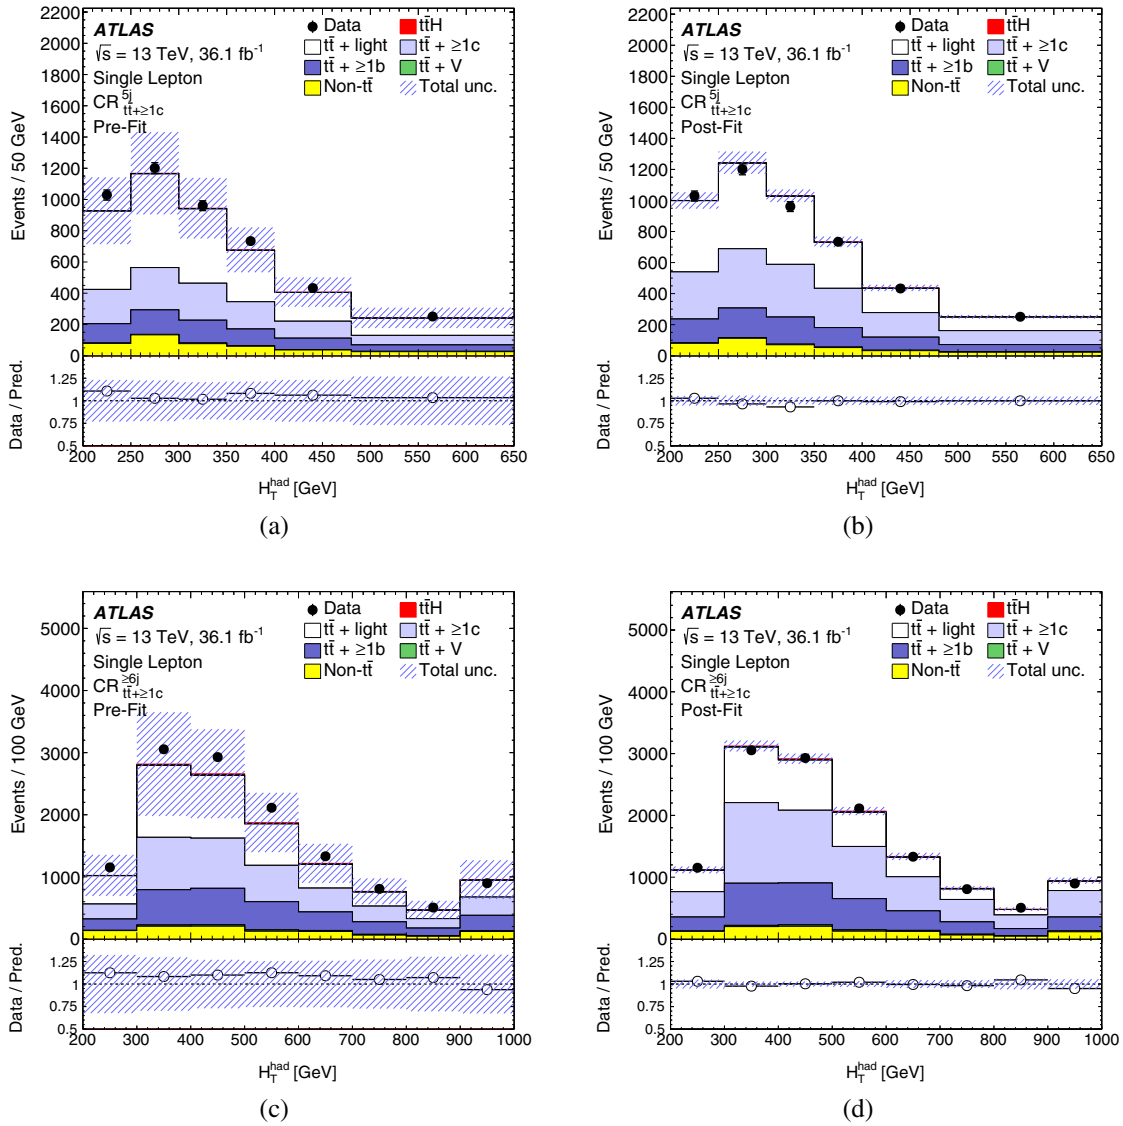 ATLAS
√s = 13 TeV, 36.1 fb⁻¹
Single Lepton
CR⁵ʲ tt̄+≥1c
Pre-Fit
Data
tt̄H
tt̄ + light
tt̄ + ≥1c
tt̄ + ≥1b
tt̄ + V
Non-tt̄
Total unc.
Events / 50 GeV
2200
2000
1800
1600
1400
1200
1000
800
600
400
200
0
Data / Pred.
1.25
1
0.75
0.5
200 250 300 350 400 450 500 550 600 650
H_T^had [GeV]
(a)
ATLAS
√s = 13 TeV, 36.1 fb⁻¹
Single Lepton
CR⁵ʲ tt̄+≥1c
Post-Fit
Data
tt̄H
tt̄ + light
tt̄ + ≥1c
tt̄ + ≥1b
tt̄ + V
Non-tt̄
Total unc.
Events / 50 GeV
2200
2000
1800
1600
1400
1200
1000
800
600
400
200
0
Data / Pred.
1.25
1
0.75
0.5
200 250 300 350 400 450 500 550 600 650
H_T^had [GeV]
(b)
ATLAS
√s = 13 TeV, 36.1 fb⁻¹
Single Lepton
CR≥⁶ʲ tt̄+≥1c
Pre-Fit
Data
tt̄H
tt̄ + light
tt̄ + ≥1c
tt̄ + ≥1b
tt̄ + V
Non-tt̄
Total unc.
Events / 100 GeV
5000
4000
3000
2000
1000
0
Data / Pred.
1.25
1
0.75
0.5
200 300 400 500 600 700 800 900 1000
H_T^had [GeV]
(c)
ATLAS
√s = 13 TeV, 36.1 fb⁻¹
Single Lepton
CR≥⁶ʲ tt̄+≥1c
Post-Fit
Data
tt̄H
tt̄ + light
tt̄ + ≥1c
tt̄ + ≥1b
tt̄ + V
Non-tt̄
Total unc.
Events / 100 GeV
5000
4000
3000
2000
1000
0
Data / Pred.
1.25
1
0.75
0.5
200 300 400 500 600 700 800 900 1000
H_T^had [GeV]
(d)